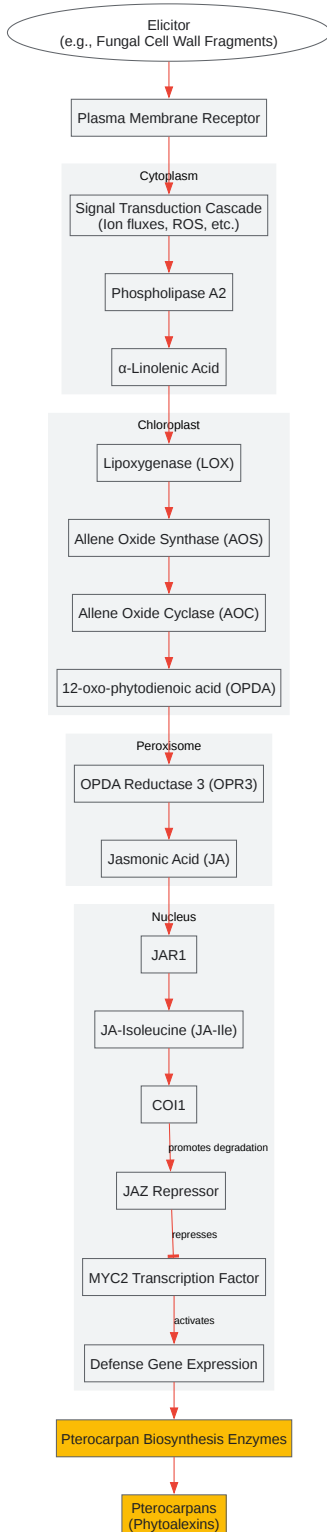 Elicitor
(e.g., Fungal Cell Wall Fragments)
Plasma Membrane Receptor
Cytoplasm
Signal Transduction Cascade
(Ion fluxes, ROS, etc.)
Phospholipase A2
α-Linolenic Acid
Chloroplast
Lipoxygenase (LOX)
Allene Oxide Synthase (AOS)
Allene Oxide Cyclase (AOC)
12-oxo-phytodienoic acid (OPDA)
Peroxisome
OPDA Reductase 3 (OPR3)
Jasmonic Acid (JA)
Nucleus
JAR1
JA-Isoleucine (JA-Ile)
COI1
promotes degradation
JAZ Repressor
represses
MYC2 Transcription Factor
activates
Defense Gene Expression
Pterocarpan Biosynthesis Enzymes
Pterocarpans
(Phytoalexins)